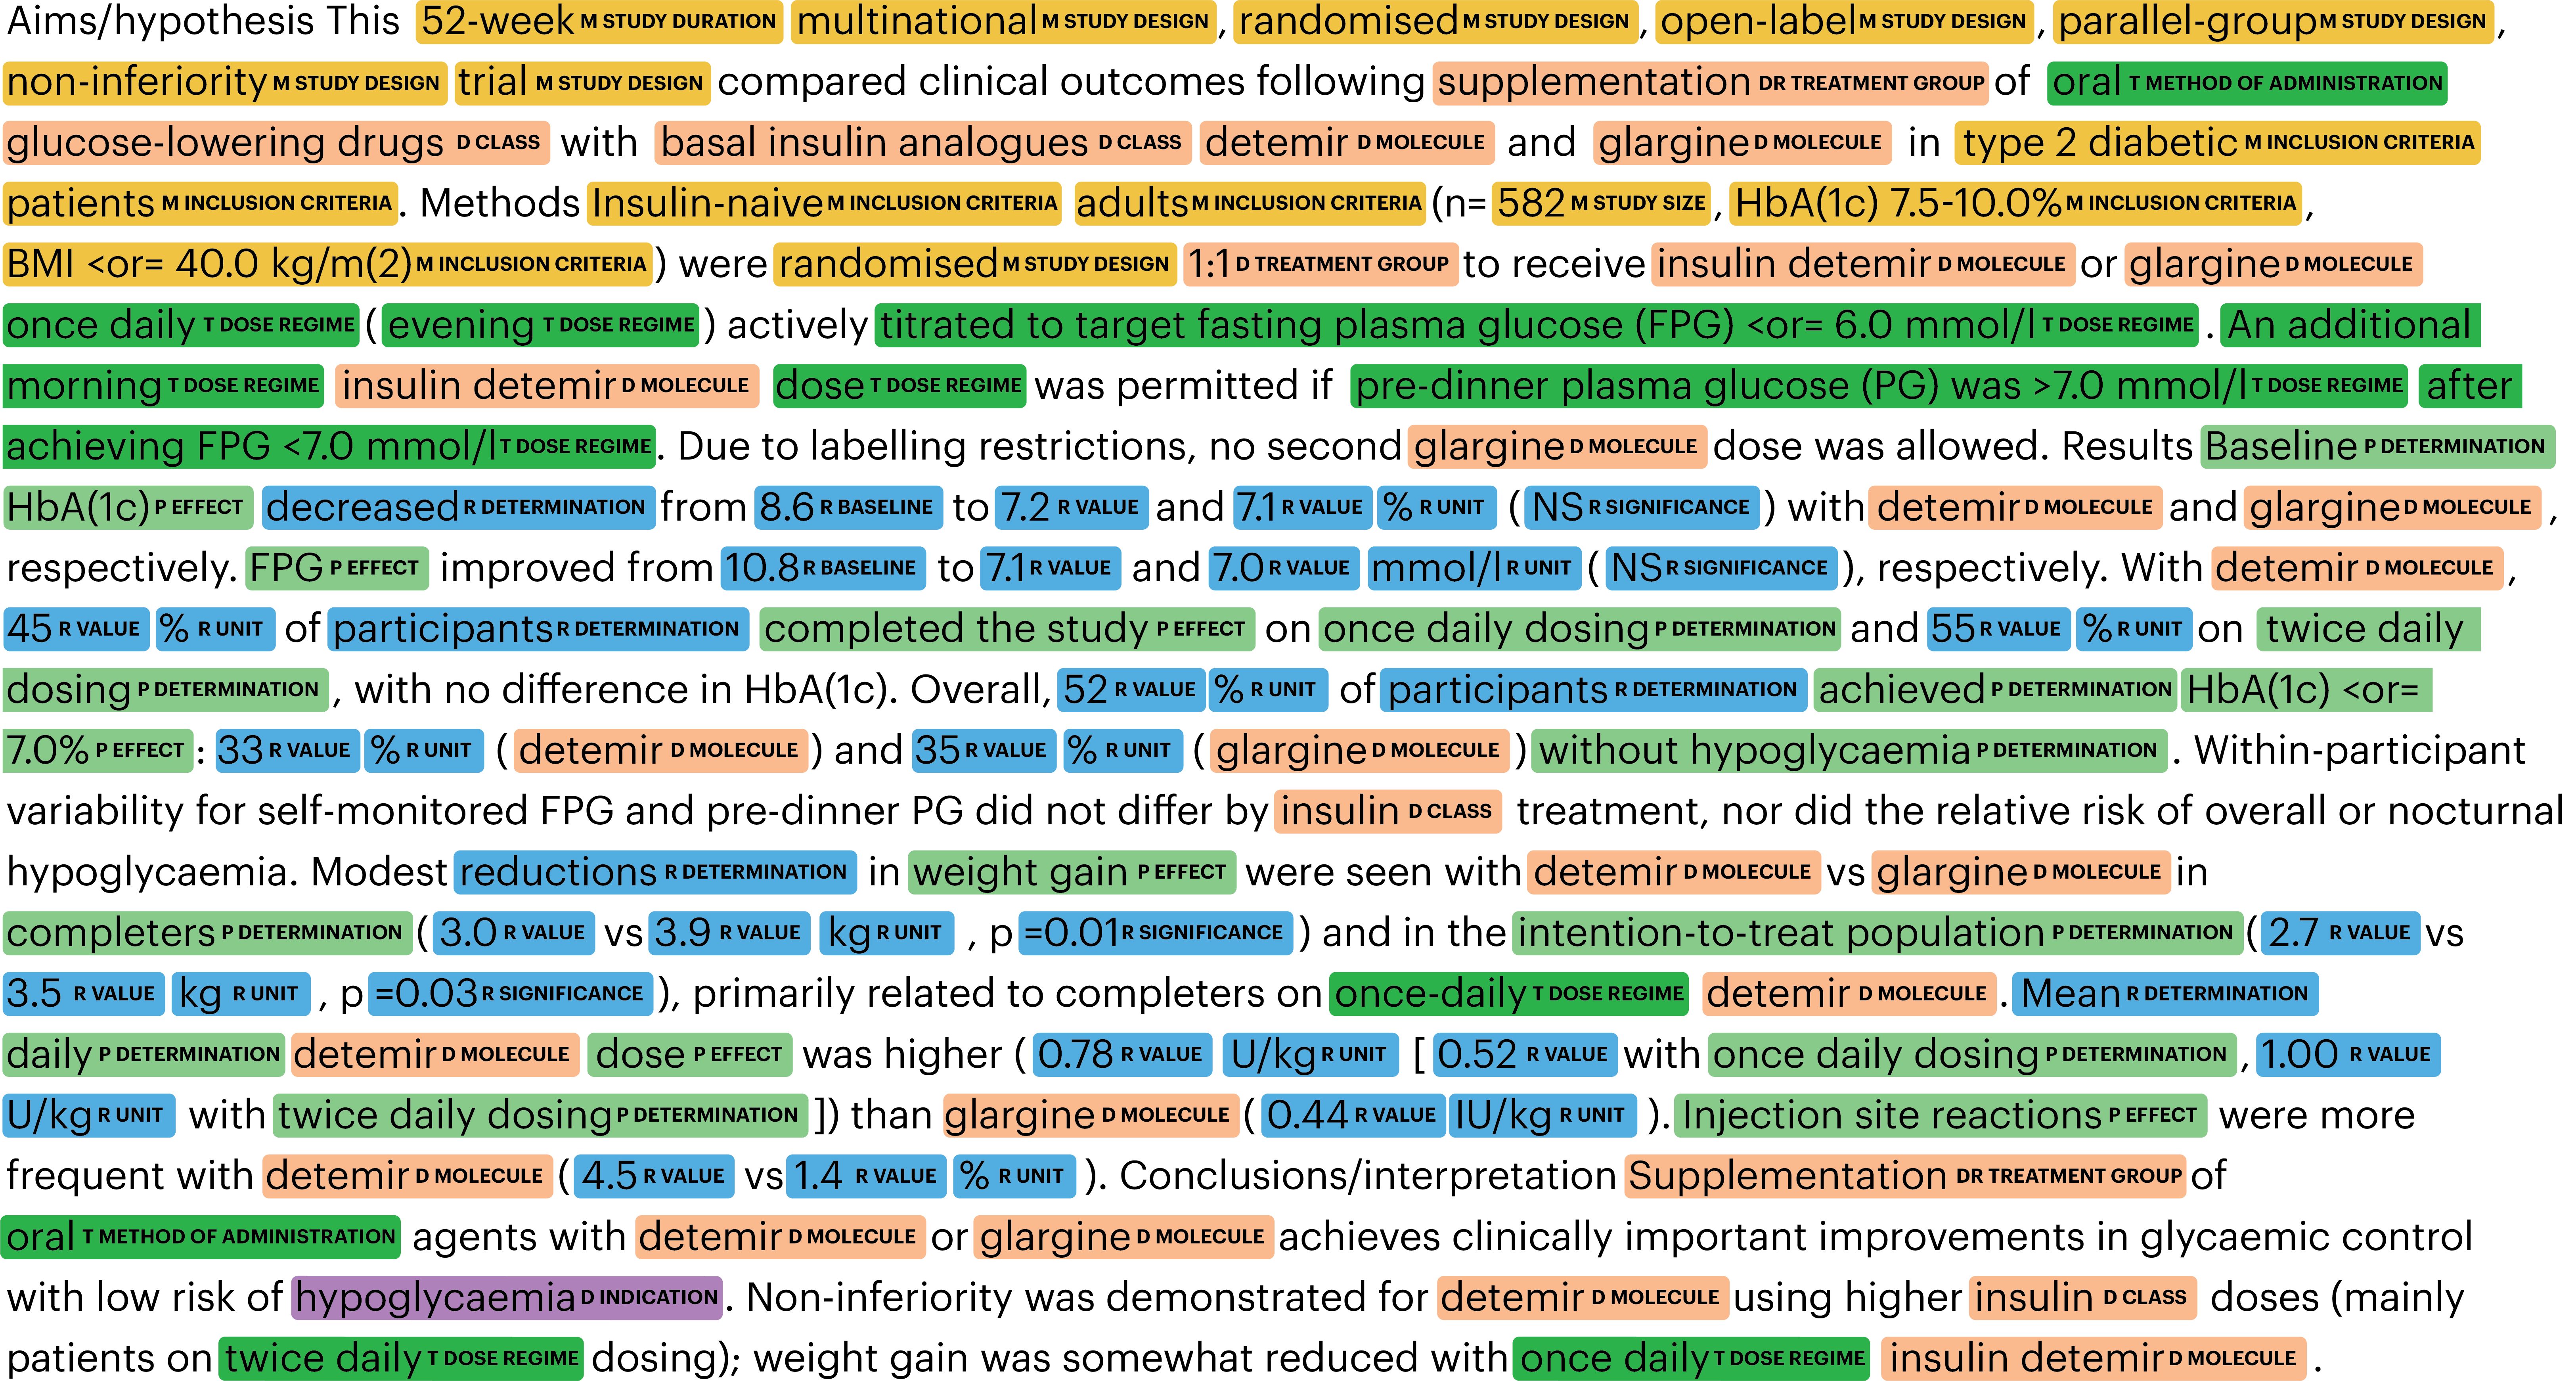 Aims/hypothesis This 52-week M STUDY DURATION multinational M STUDY DESIGN, randomised M STUDY DESIGN, open-label M STUDY DESIGN, parallel-group M STUDY DESIGN,
non-inferiority M STUDY DESIGN trial M STUDY DESIGN compared clinical outcomes following supplementation DR TREATMENT GROUP of oral T METHOD OF ADMINISTRATION
glucose-lowering drugs D CLASS with basal insulin analogues D CLASS detemir D MOLECULE and glargine D MOLECULE in type 2 diabetic M INCLUSION CRITERIA
patients M INCLUSION CRITERIA. Methods Insulin-naive M INCLUSION CRITERIA adults M INCLUSION CRITERIA (n= 582 M STUDY SIZE, HbA(1c) 7.5-10.0% M INCLUSION CRITERIA,
BMI <or= 40.0 kg/m(2) M INCLUSION CRITERIA) were randomised M STUDY DESIGN 1:1 D TREATMENT GROUP to receive insulin detemir D MOLECULE or glargine D MOLECULE
once daily T DOSE REGIME (evening T DOSE REGIME) actively titrated to target fasting plasma glucose (FPG) <or= 6.0 mmol/l T DOSE REGIME. An additional
morning T DOSE REGIME insulin detemir D MOLECULE dose T DOSE REGIME was permitted if pre-dinner plasma glucose (PG) was >7.0 mmol/l T DOSE REGIME after
achieving FPG <7.0 mmol/l T DOSE REGIME. Due to labelling restrictions, no second glargine D MOLECULE dose was allowed. Results Baseline P DETERMINATION
HbA(1c) P EFFECT decreased R DETERMINATION from 8.6 R BASELINE to 7.2 R VALUE and 7.1 R VALUE % R UNIT (NS R SIGNIFICANCE) with detemir D MOLECULE and glargine D MOLECULE,
respectively. FPG P EFFECT improved from 10.8 R BASELINE to 7.1 R VALUE and 7.0 R VALUE mmol/l R UNIT (NS R SIGNIFICANCE), respectively. With detemir D MOLECULE,
45 R VALUE % R UNIT of participants R DETERMINATION completed the study P EFFECT on once daily dosing P DETERMINATION and 55 R VALUE % R UNIT on twice daily
dosing P DETERMINATION, with no difference in HbA(1c). Overall, 52 R VALUE % R UNIT of participants R DETERMINATION achieved P DETERMINATION HbA(1c) <or=
7.0% P EFFECT: 33 R VALUE % R UNIT (detemir D MOLECULE) and 35 R VALUE % R UNIT (glargine D MOLECULE) without hypoglycaemia P DETERMINATION. Within-participant
variability for self-monitored FPG and pre-dinner PG did not differ by insulin D CLASS treatment, nor did the relative risk of overall or nocturnal
hypoglycaemia. Modest reductions R DETERMINATION in weight gain P EFFECT were seen with detemir D MOLECULE vs glargine D MOLECULE in
completers P DETERMINATION (3.0 R VALUE vs 3.9 R VALUE kg R UNIT, p =0.01 R SIGNIFICANCE) and in the intention-to-treat population P DETERMINATION (2.7 R VALUE vs
3.5 R VALUE kg R UNIT, p =0.03 R SIGNIFICANCE), primarily related to completers on once-daily T DOSE REGIME detemir D MOLECULE. Mean R DETERMINATION
daily P DETERMINATION detemir D MOLECULE dose P EFFECT was higher (0.78 R VALUE U/kg R UNIT [0.52 R VALUE with once daily dosing P DETERMINATION, 1.00 R VALUE
U/kg R UNIT with twice daily dosing P DETERMINATION]) than glargine D MOLECULE (0.44 R VALUE IU/kg R UNIT). Injection site reactions P EFFECT were more
frequent with detemir D MOLECULE (4.5 R VALUE vs 1.4 R VALUE % R UNIT). Conclusions/interpretation Supplementation DR TREATMENT GROUP of
oral T METHOD OF ADMINISTRATION agents with detemir D MOLECULE or glargine D MOLECULE achieves clinically important improvements in glycaemic control
with low risk of hypoglycaemia D INDICATION. Non-inferiority was demonstrated for detemir D MOLECULE using higher insulin D CLASS doses (mainly
patients on twice daily T DOSE REGIME dosing); weight gain was somewhat reduced with once daily T DOSE REGIME insulin detemir D MOLECULE.